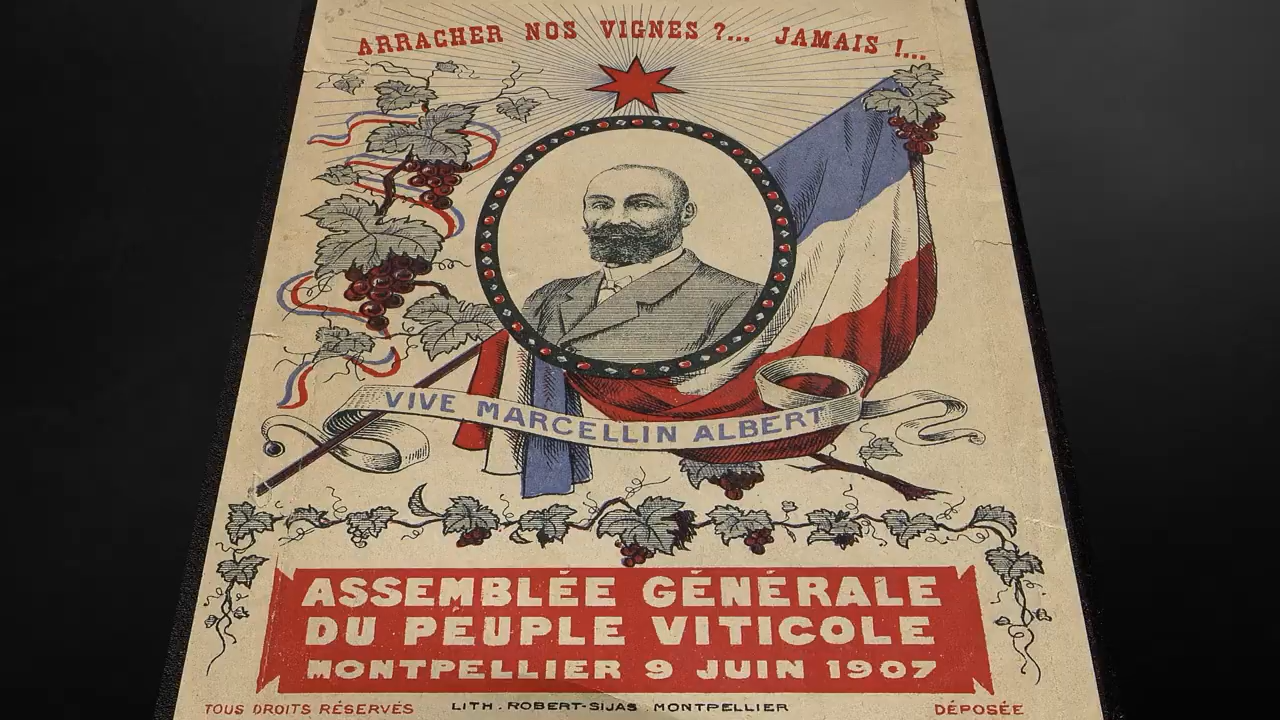 ARRACHER NOS VIGNES ?... JAMAIS !...
VIVE MARCELLIN ALBERT
ASSEMBLÉE GÉNÉRALE
DU PEUPLE VITICOLE
MONTPELLIER 9 JUIN 1907
TOUS DROITS RÉSERVÉS LITH. ROBERT-SIJAS. MONTPELLIER DÉPOSÉE